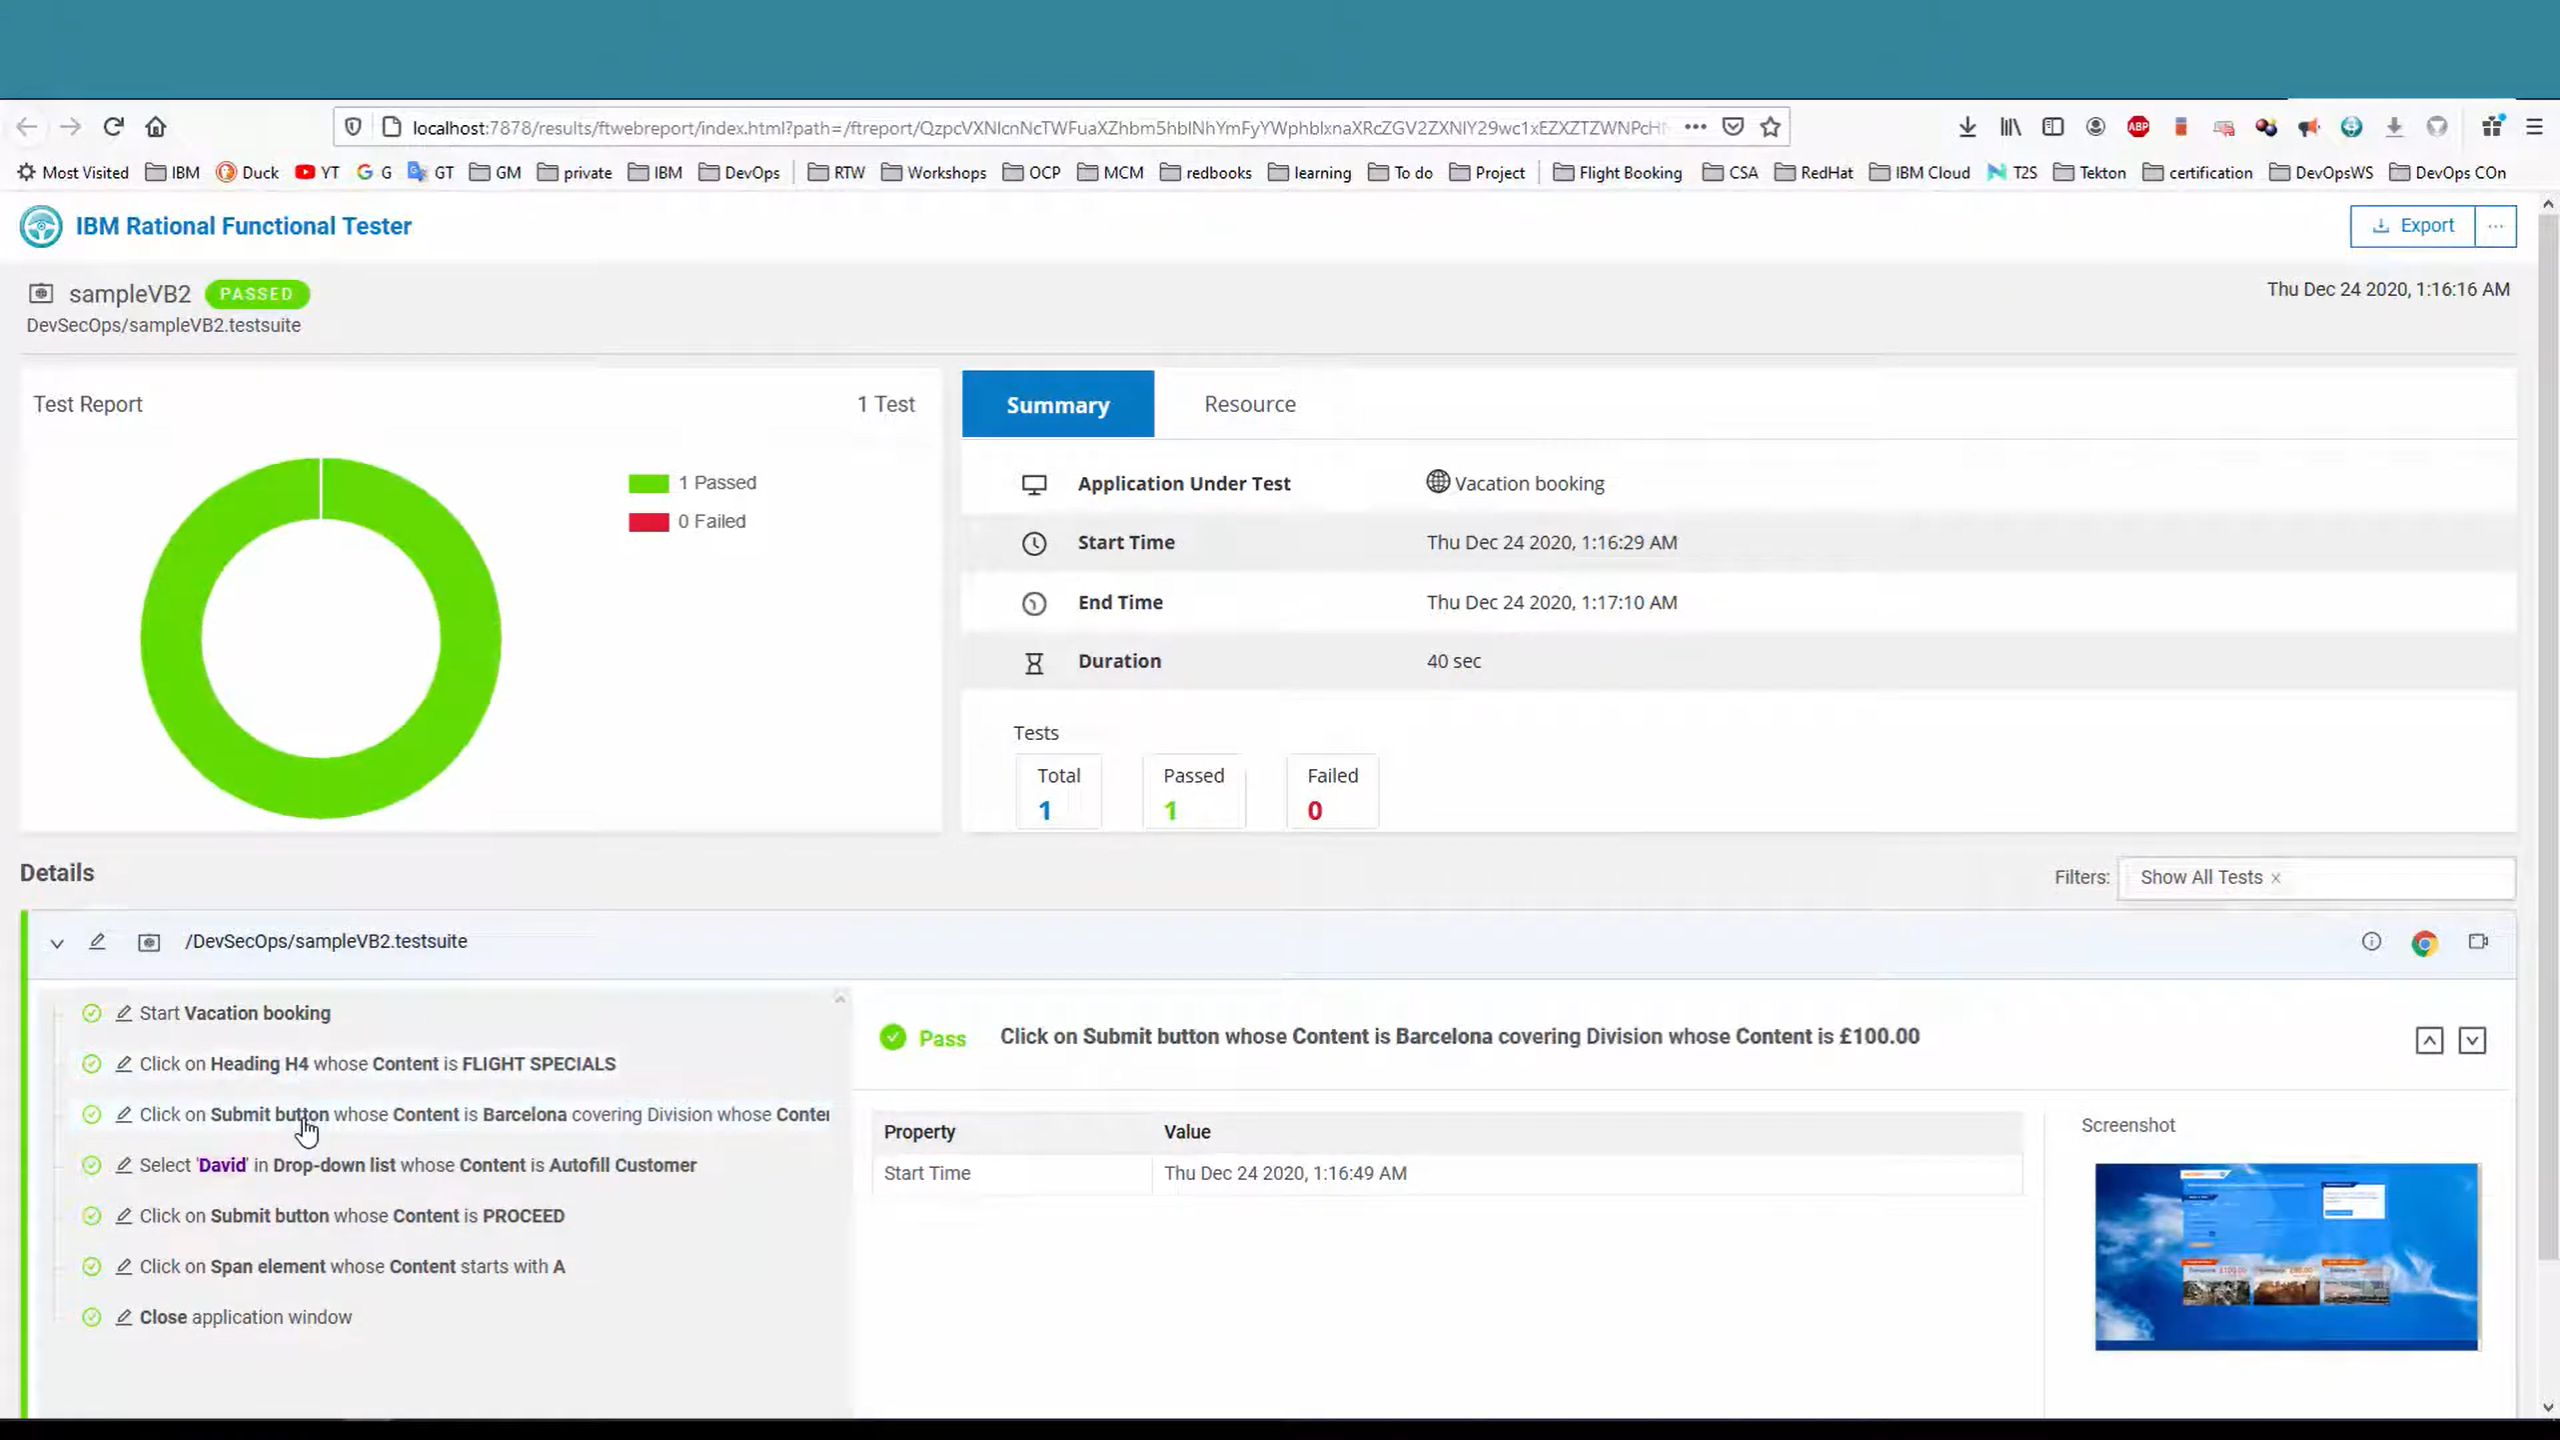 localhost:7878/results/ftwebreport/index.html?path=/ftreport/
Most Visited IBM Duck YT G GT GM private IBM DevOps RTW Workshops OCP MCM redbooks learning To do Project Flight Booking CSA RedHat IBM Cloud T2S Tekton certification DevOpsWS DevOps COn
IBM Rational Functional Tester
Export
sampleVB2 PASSED
Thu Dec 24 2020, 1:16:16 AM
DevSecOps/sampleVB2.testsuite
Test Report
1 Test
1 Passed
0 Failed
Summary Resource
Application Under Test Vacation booking
Start Time Thu Dec 24 2020, 1:16:29 AM
End Time Thu Dec 24 2020, 1:17:10 AM
Duration 40 sec
Tests
Total Passed Failed
1 1 0
Details
Filters: Show All Tests ×
/DevSecOps/sampleVB2.testsuite
Start Vacation booking
Click on Heading H4 whose Content is FLIGHT SPECIALS
Click on Submit button whose Content is Barcelona covering Division whose Conter
Select 'David' in Drop-down list whose Content is Autofill Customer
Click on Submit button whose Content is PROCEED
Click on Span element whose Content starts with A
Close application window
Pass Click on Submit button whose Content is Barcelona covering Division whose Content is £100.00
Property Value
Start Time Thu Dec 24 2020, 1:16:49 AM
Screenshot